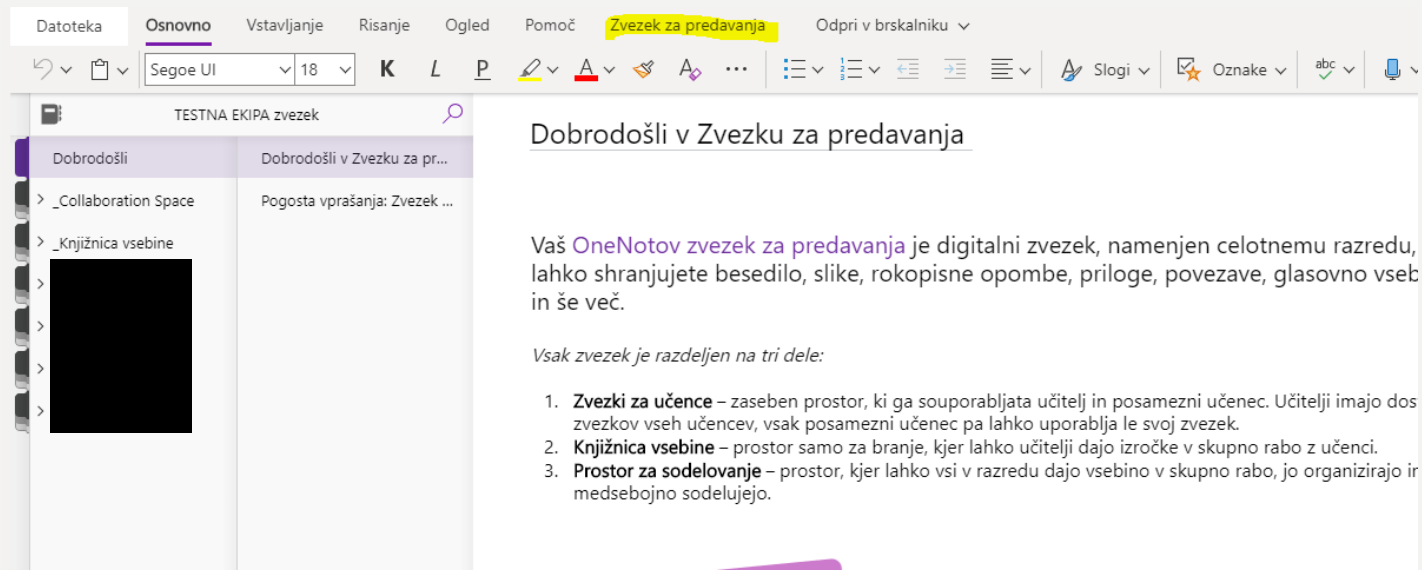 Datoteka Osnovno Vstavljanje Risanje Ogled Pomoč Zvezek za predavanja Odpri v brskalniku
Segoe UI 18 K L P A A Slogi Oznake abc
TESTNA EKIPA zvezek
Dobrodošli
_Collaboration Space
_Knjižnica vsebine
Dobrodošli v Zvezku za pr...
Pogosta vprašanja: Zvezek ...
Dobrodošli v Zvezku za predavanja
Vaš OneNotov zvezek za predavanja je digitalni zvezek, namenjen celotnemu razredu,
lahko shranjujete besedilo, slike, rokopisne opombe, priloge, povezave, glasovno vseb
in še več.
Vsak zvezek je razdeljen na tri dele:
1. Zvezki za učence – zaseben prostor, ki ga souporabljata učitelj in posamezni učenec. Učitelji imajo dos
zvezkov vseh učencev, vsak posamezni učenec pa lahko uporablja le svoj zvezek.
2. Knjižnica vsebine – prostor samo za branje, kjer lahko učitelji dajo izročke v skupno rabo z učenci.
3. Prostor za sodelovanje – prostor, kjer lahko vsi v razredu dajo vsebino v skupno rabo, jo organizirajo ir
medsebojno sodelujejo.